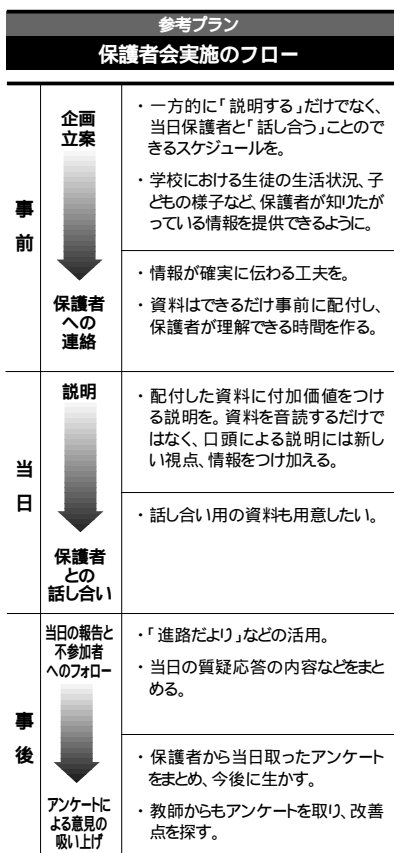 参考プラン
保護者会実施のフロー
事前
企画
立案
・一方的に「説明する」だけでなく、
当日保護者と「話し合う」ことので
きるスケジュールを。
・学校における生徒の生活状況、子
どもの様子など、保護者が知りたが
っている情報を提供できるように。
保護者
への
連絡
・情報が確実に伝わる工夫を。
・資料はできるだけ事前に配付し、
保護者が理解できる時間を作る。
当日
説明
・配付した資料に付加価値をつけ
る説明を。資料を音読するだけで
はなく、口頭による説明には新し
い視点、情報をつけ加える。
保護者
との
話し合い
・話し合い用の資料も用意したい。
事後
当日の報告と
不参加者
へのフォロー
・「進路だより」などの活用。
・当日の質疑応答の内容などをまと
める。
アンケートに
よる意見の
吸い上げ
・保護者から当日取ったアンケート
をまとめ、今後に生かす。
・教師からもアンケートを取り、改善
点を探す。